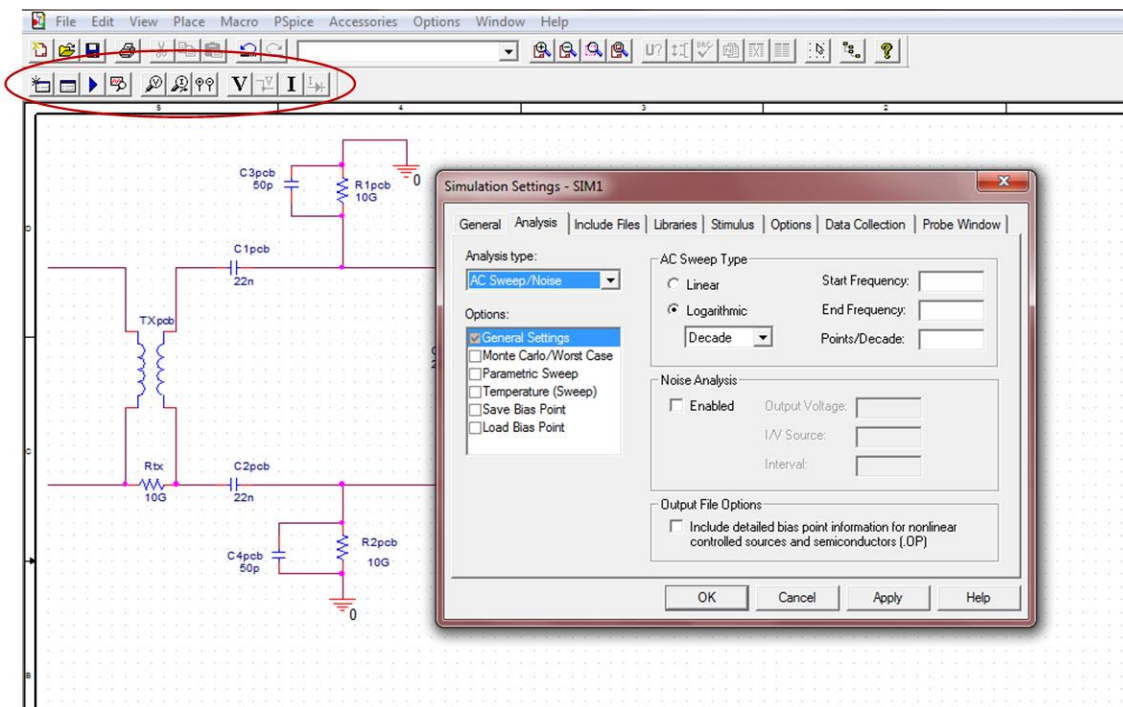 File Edit View Place Macro PSpice Accessories Options Window Help
U?
V I
5 4 3 2
D
C3pcb
50p
R1pcb
10G
0
C1pcb
22n
TXpcb
C
Rtx
10G
C2pcb
22n
C4pcb
50p
R2pcb
10G
0
B
Simulation Settings - SIM1
General Analysis Include Files Libraries Stimulus Options Data Collection Probe Window
Analysis type:
AC Sweep/Noise
Options:
General Settings
Monte Carlo/Worst Case
Parametric Sweep
Temperature (Sweep)
Save Bias Point
Load Bias Point
AC Sweep Type
Linear
Logarithmic
Decade
Start Frequency:
End Frequency:
Points/Decade:
Noise Analysis
Enabled
Output Voltage:
I/V Source:
Interval:
Output File Options
Include detailed bias point information for nonlinear
controlled sources and semiconductors (.OP)
OK Cancel Apply Help